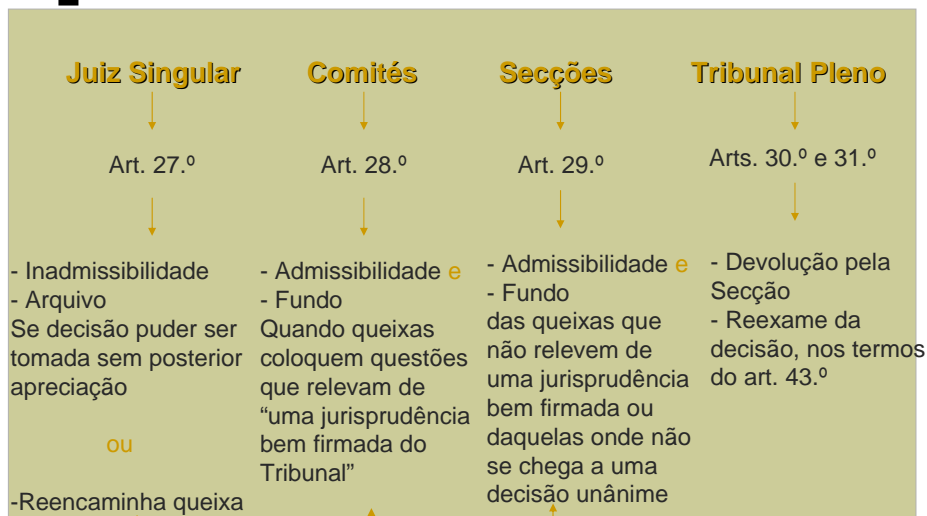 Juiz Singular
Comités
Secções
Tribunal Pleno
Art. 27.º
Art. 28.º
Art. 29.º
Arts. 30.º e 31.º
- Inadmissibilidade
- Arquivo
Se decisão puder ser
tomada sem posterior
apreciação
ou
-Reencaminha queixa
- Admissibilidade e
- Fundo
Quando queixas
coloquem questões
que relevam de
“uma jurisprudência
bem firmada do
Tribunal”
- Admissibilidade e
- Fundo
das queixas que
não relevem de
uma jurisprudência
bem firmada ou
daquelas onde não
se chega a uma
decisão unânime
- Devolução pela
Secção
- Reexame da
decisão, nos termos
do art. 43.º